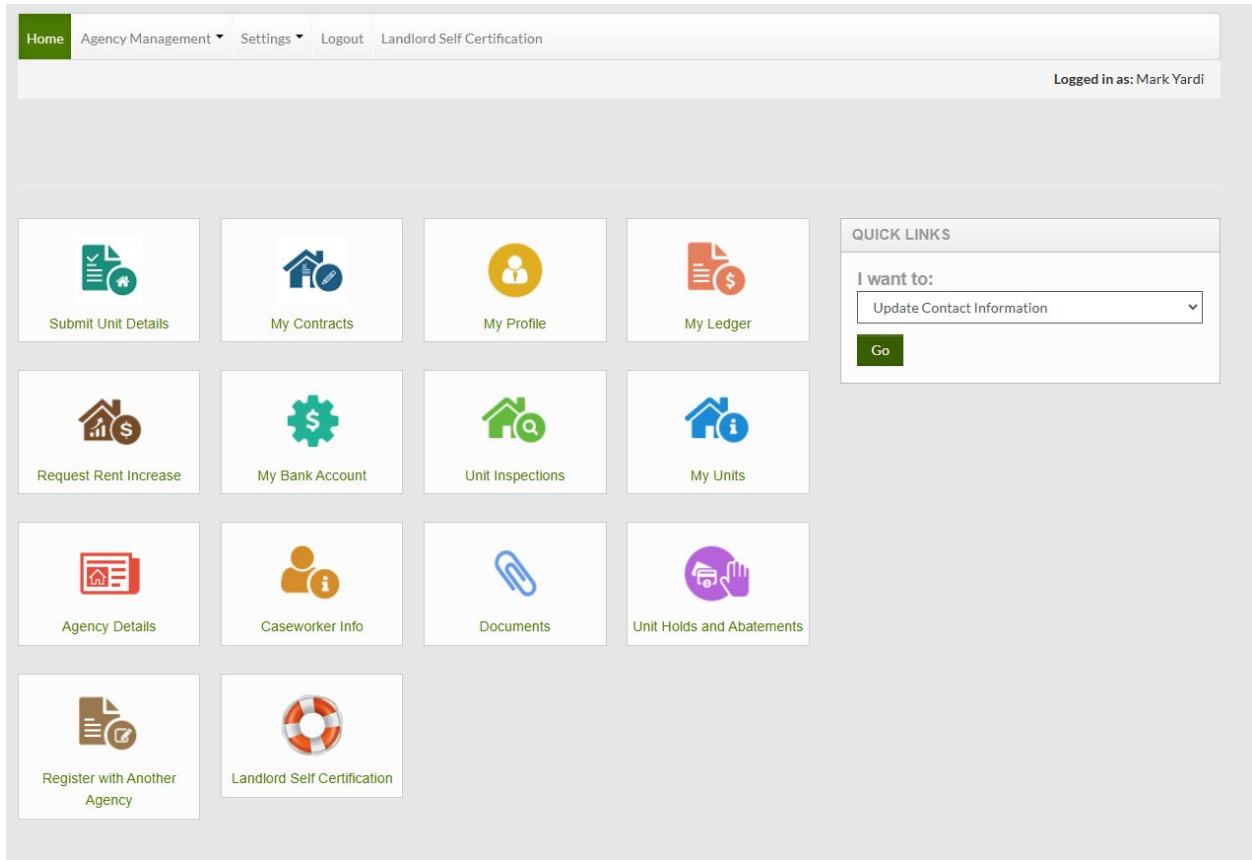 Home Agency Management Settings Logout Landlord Self Certification
Logged in as: Mark Yardi
Submit Unit Details
My Contracts
My Profile
My Ledger
QUICK LINKS
I want to:
Update Contact Information
Go
Request Rent Increase
My Bank Account
Unit Inspections
My Units
Agency Details
Caseworker Info
Documents
Unit Holds and Abatements
Register with Another
Agency
Landlord Self Certification